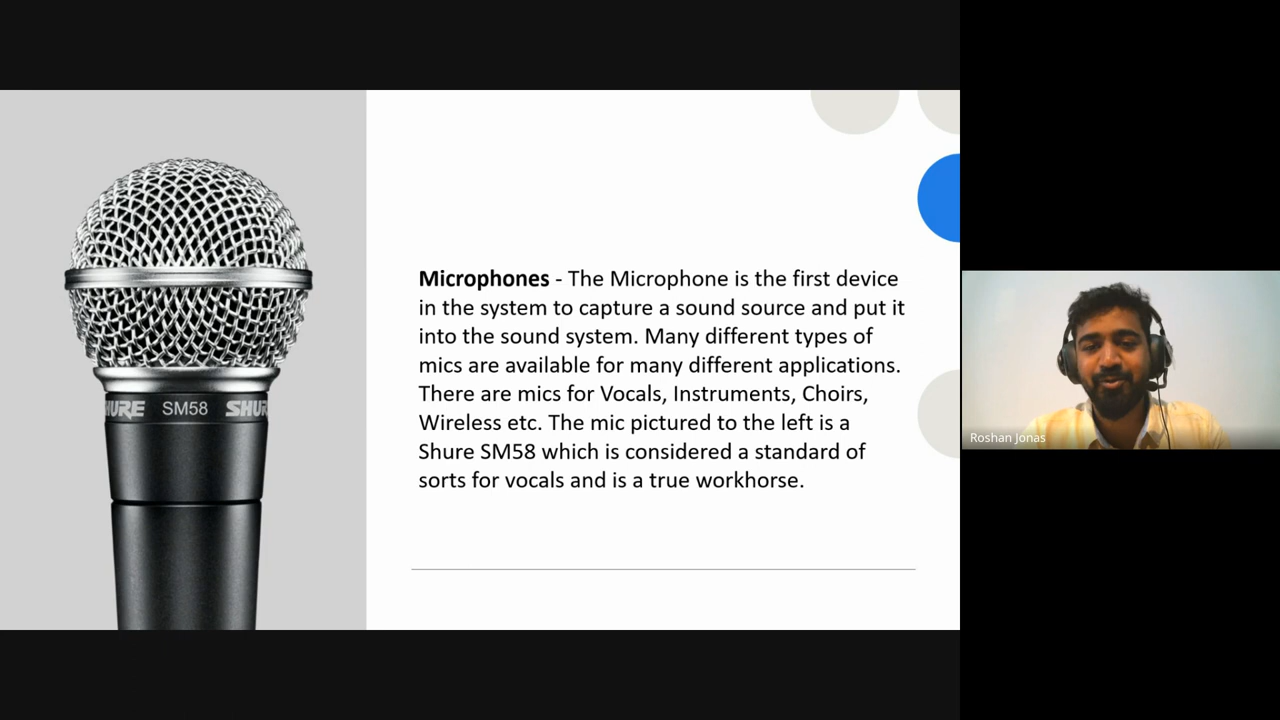 HURE SM58 SHUR
Microphones - The Microphone is the first device
in the system to capture a sound source and put it
into the sound system. Many different types of
mics are available for many different applications.
There are mics for Vocals, Instruments, Choirs,
Wireless etc. The mic pictured to the left is a
Shure SM58 which is considered a standard of
sorts for vocals and is a true workhorse.
Roshan Jonas